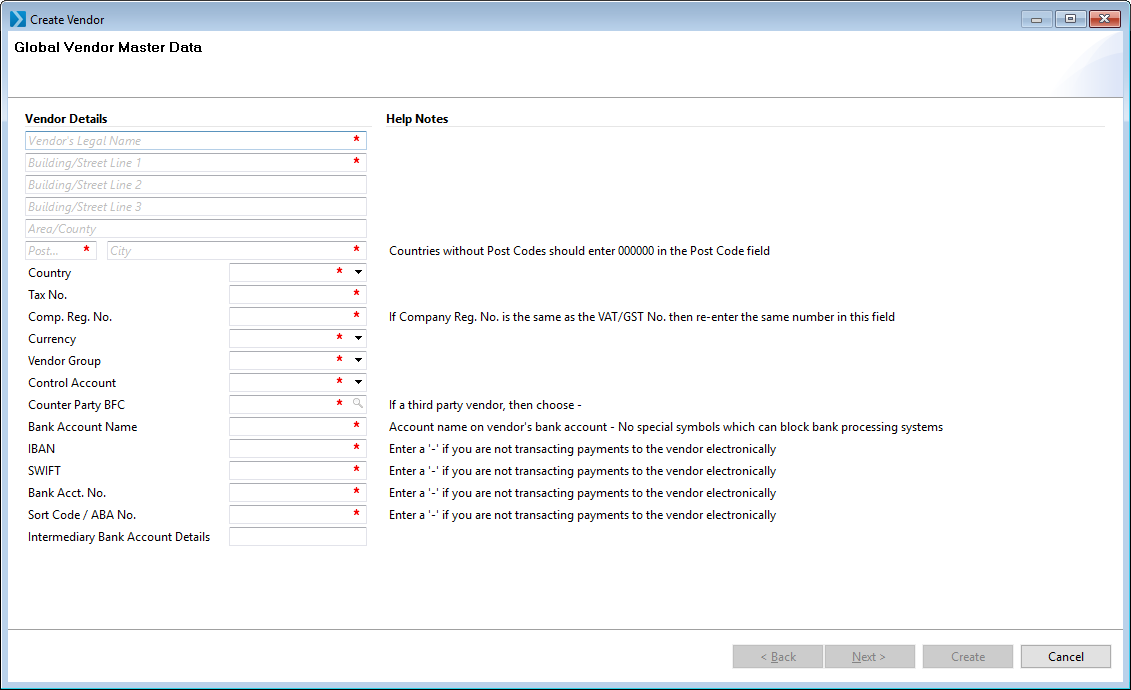 Create Vendor
Global Vendor Master Data
Vendor Details
Help Notes
Vendor's Legal Name *
Building/Street Line 1 *
Building/Street Line 2
Building/Street Line 3
Area/County
Post... * City * Countries without Post Codes should enter 000000 in the Post Code field
Country *
Tax No. *
Comp. Reg. No. * If Company Reg. No. is the same as the VAT/GST No. then re-enter the same number in this field
Currency *
Vendor Group *
Control Account *
Counter Party BFC * If a third party vendor, then choose -
Bank Account Name * Account name on vendor's bank account - No special symbols which can block bank processing systems
IBAN * Enter a '-' if you are not transacting payments to the vendor electronically
SWIFT * Enter a '-' if you are not transacting payments to the vendor electronically
Bank Acct. No. * Enter a '-' if you are not transacting payments to the vendor electronically
Sort Code / ABA No. * Enter a '-' if you are not transacting payments to the vendor electronically
Intermediary Bank Account Details
< Back Next > Create Cancel